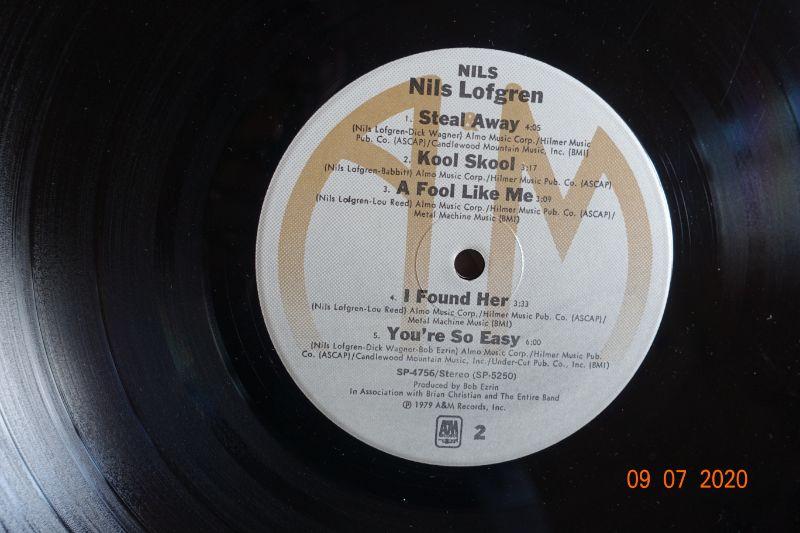 NILS
Nils Lofgren
1. Steal Away 4:05
(Nils Lofgren-Dick Wagner) Almo Music Corp./Hilmer Music
Pub. Co. (ASCAP)/Candlewood Mountain Music, Inc. (BMI)
2. Kool Skool 3:17
(Nils Lofgren-Babbitt) Almo Music Corp./Hilmer Music Pub. Co. (ASCAP)
3. A Fool Like Me 3:09
(Nils Lofgren-Lou Reed) Almo Music Corp./Hilmer Music Pub. Co. (ASCAP)/
Metal Machine Music (BMI)
4. I Found Her 3:33
(Nils Lofgren-Lou Reed) Almo Music Corp./Hilmer Music Pub. Co. (ASCAP)/
Metal Machine Music (BMI)
5. You're So Easy 6:00
(Nils Lofgren-Dick Wagner-Bob Ezrin) Almo Music Corp./Hilmer Music Pub.
Co. (ASCAP)/Candlewood Mountain Music, Inc./Under-Cut Pub. Co., Inc. (BMI)
SP-4756/Stereo (SP-5250)
Produced by Bob Ezrin
In Association with Brian Christian and The Entire Band
℗ 1979 A&M Records, Inc.
A&M
2
09 07 2020